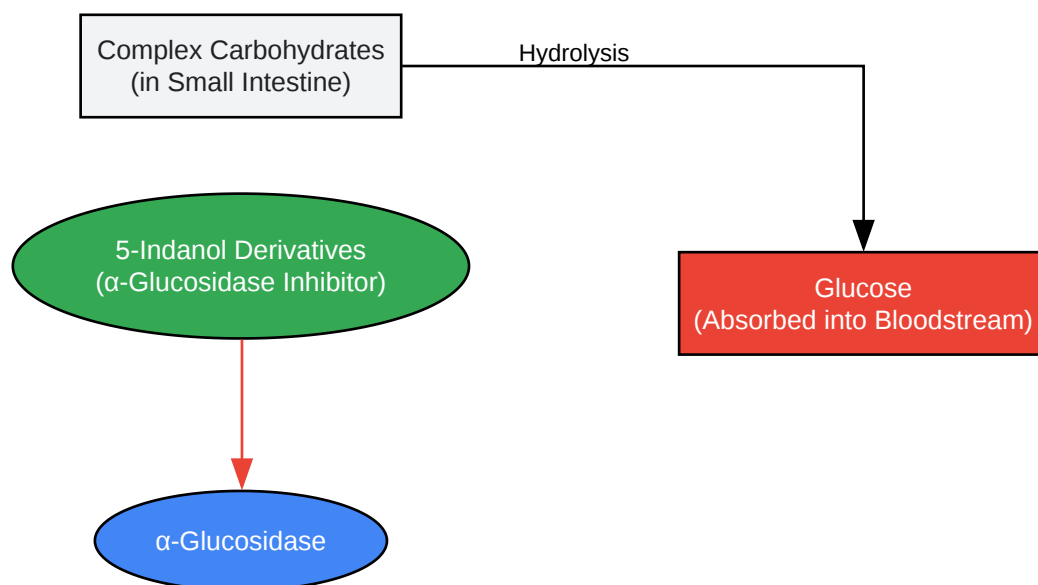 Complex Carbohydrates
(in Small Intestine)
Hydrolysis
5-Indanol Derivatives
(α-Glucosidase Inhibitor)
Glucose
(Absorbed into Bloodstream)
α-Glucosidase